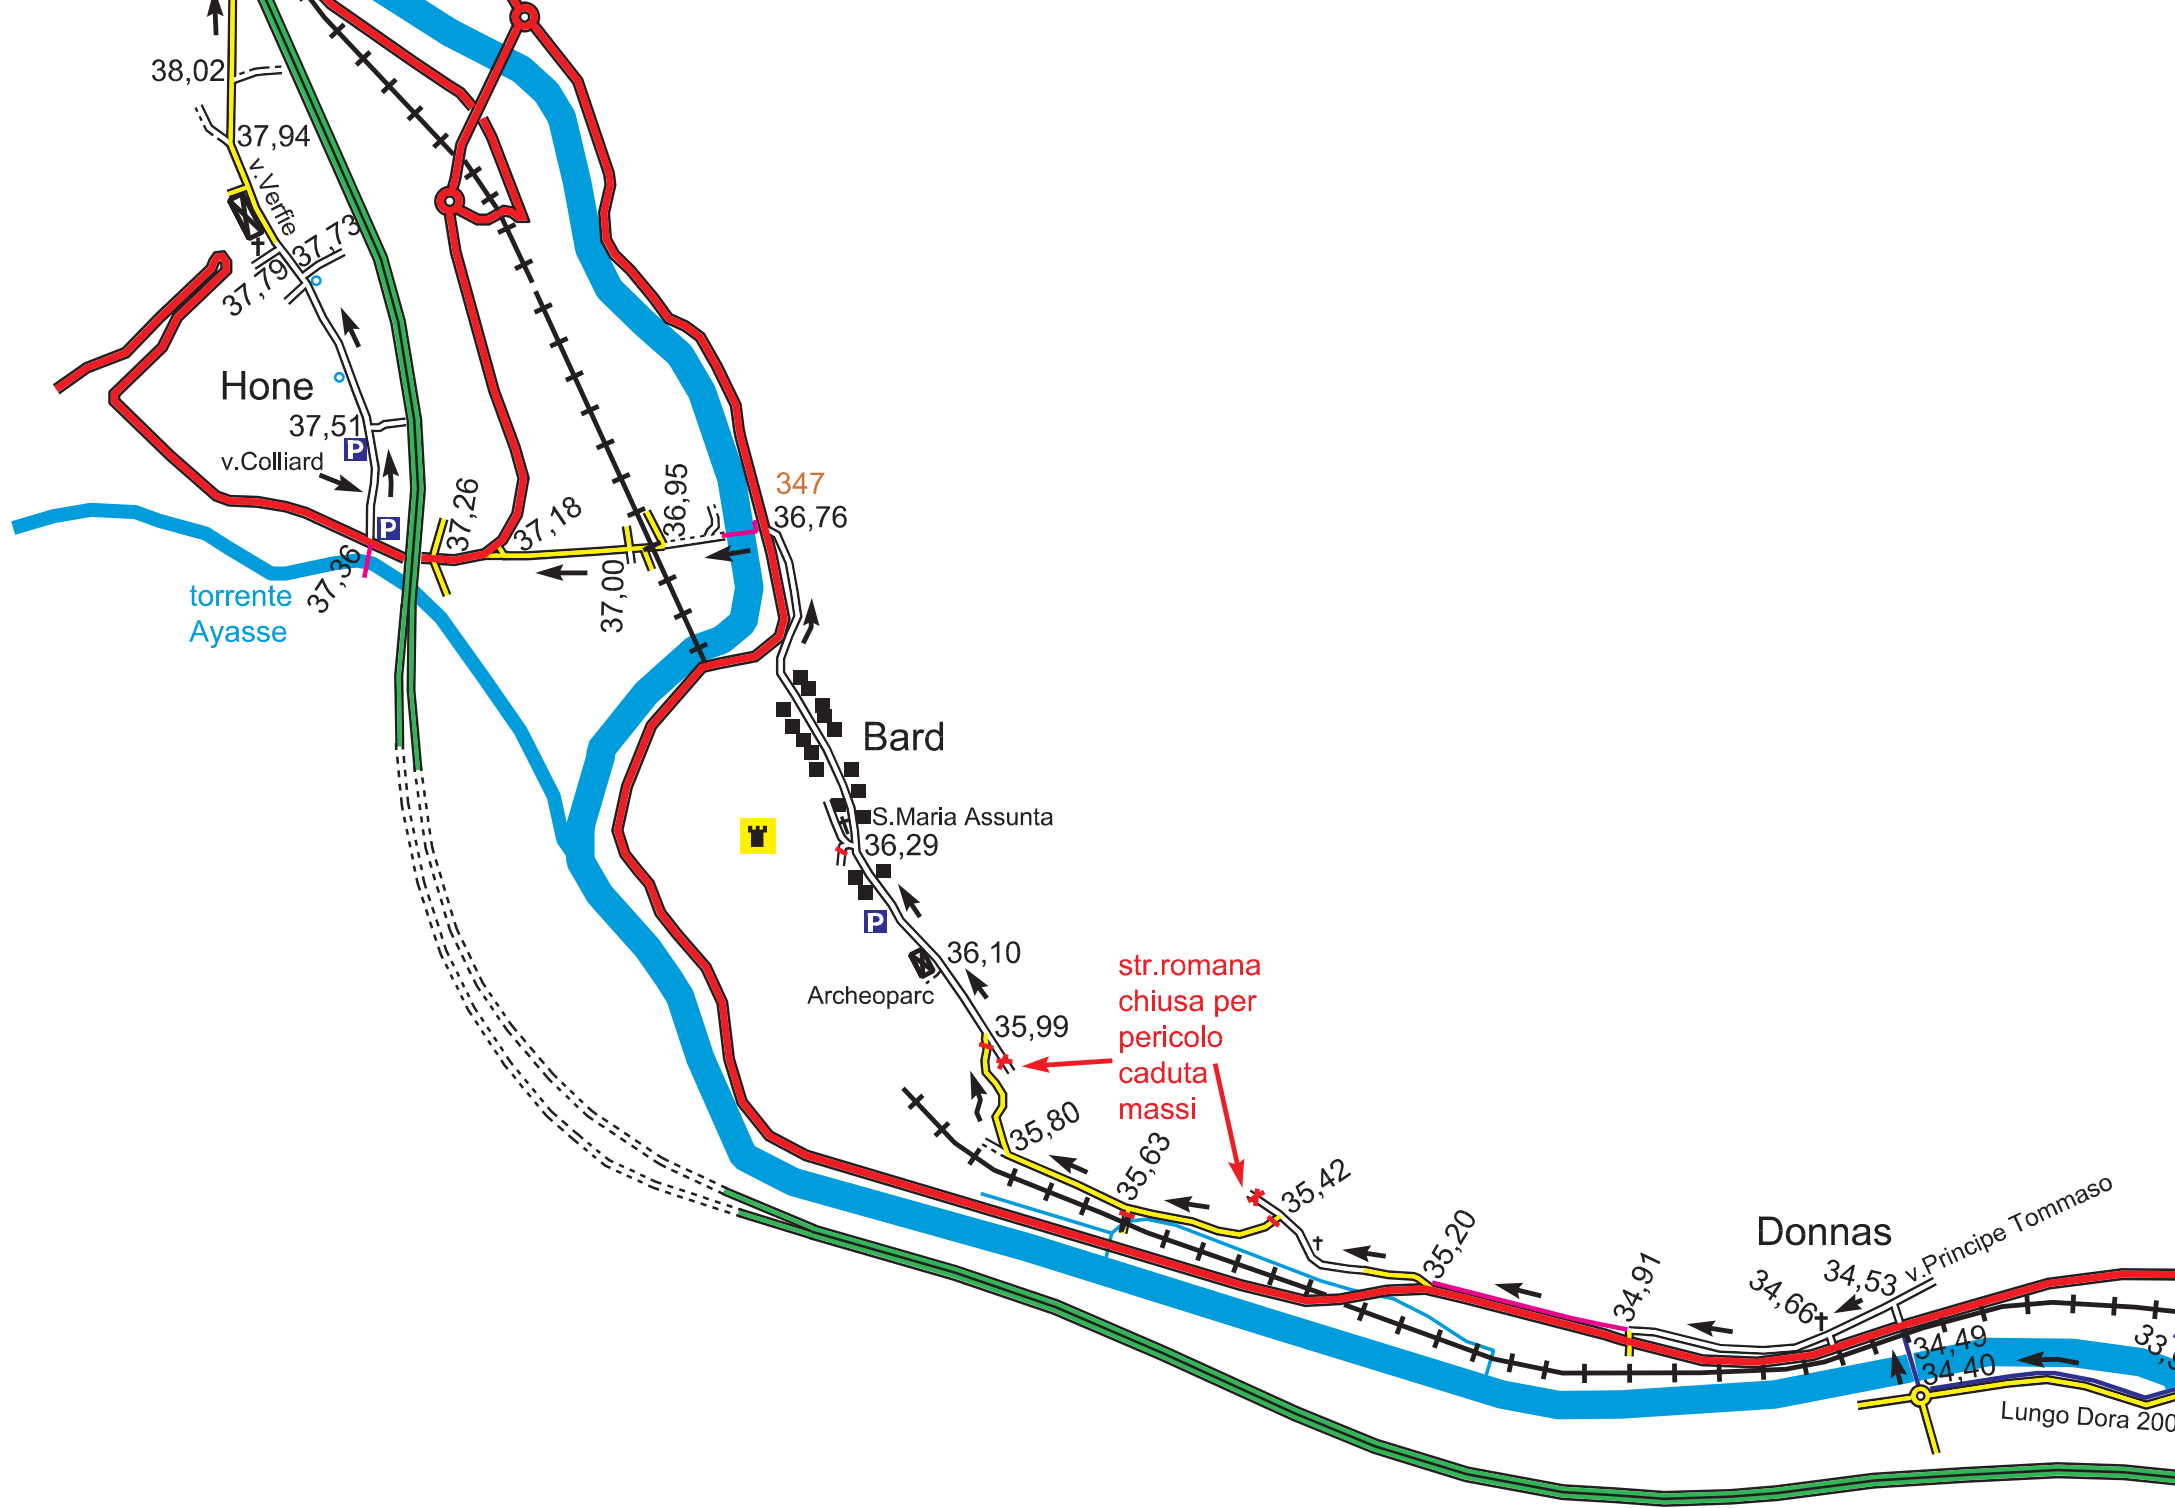 38,02
37,94
v.Verfie
37,73
37,79
Hone
37,51
P
v.Colliard
P
37,26
37,18
36,95
347
36,76
37,36
37,00
torrente
Ayasse
Bard
S.Maria Assunta
36,29
P
36,10
Archeoparc
str.romana
chiusa per
pericolo
caduta
massi
35,99
35,80
35,63
35,42
35,20
34,91
Donnas
34,66
34,53
v.Principe Tommaso
34,49
34,40
Lungo Dora 200